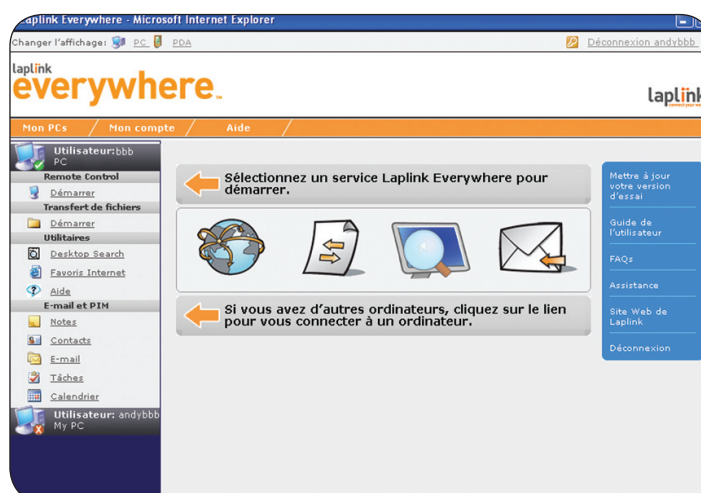 Laplink Everywhere - Microsoft Internet Explorer
Changer l'affichage: PC PDA
Déconnexion andybbb
laplink
everywhere.
laplink
Mon PCs / Mon compte / Aide /
Utilisateur:bbb
PC
Remote Control
Démarrer
Transfert de fichiers
Démarrer
Utilitaires
Desktop Search
Favoris Internet
Aide
E-mail et PIM
Notes
Contacts
E-mail
Tâches
Calendrier
Utilisateur: andybbb
My PC
Sélectionnez un service Laplink Everywhere pour
démarrer.
Si vous avez d'autres ordinateurs, cliquez sur le lien
pour vous connecter à un ordinateur.
Mettre à jour
votre version
d'essai
Guide de
l'utilisateur
FAQs
Assistance
Site Web de
Laplink
Déconnexion